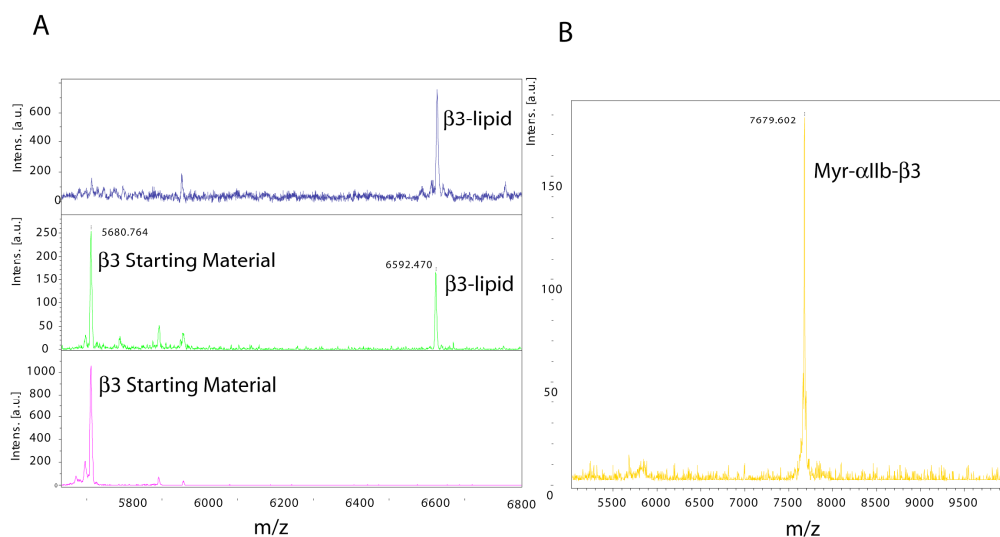 A
B
Intens. [a.u.]
600
400
200
0
β3-lipid
Intens. [a.u.]
250
200
150
100
50
0
5680.764
β3 Starting Material
6592.470
β3-lipid
Intens. [a.u.]
1000
800
600
400
200
β3 Starting Material
5800
6000
6200
6400
6600
6800
m/z
Intens. [a.u.]
150
100
50
0
7679.602
Myr-αIIb-β3
5500
6000
6500
7000
7500
8000
8500
9000
9500
m/z